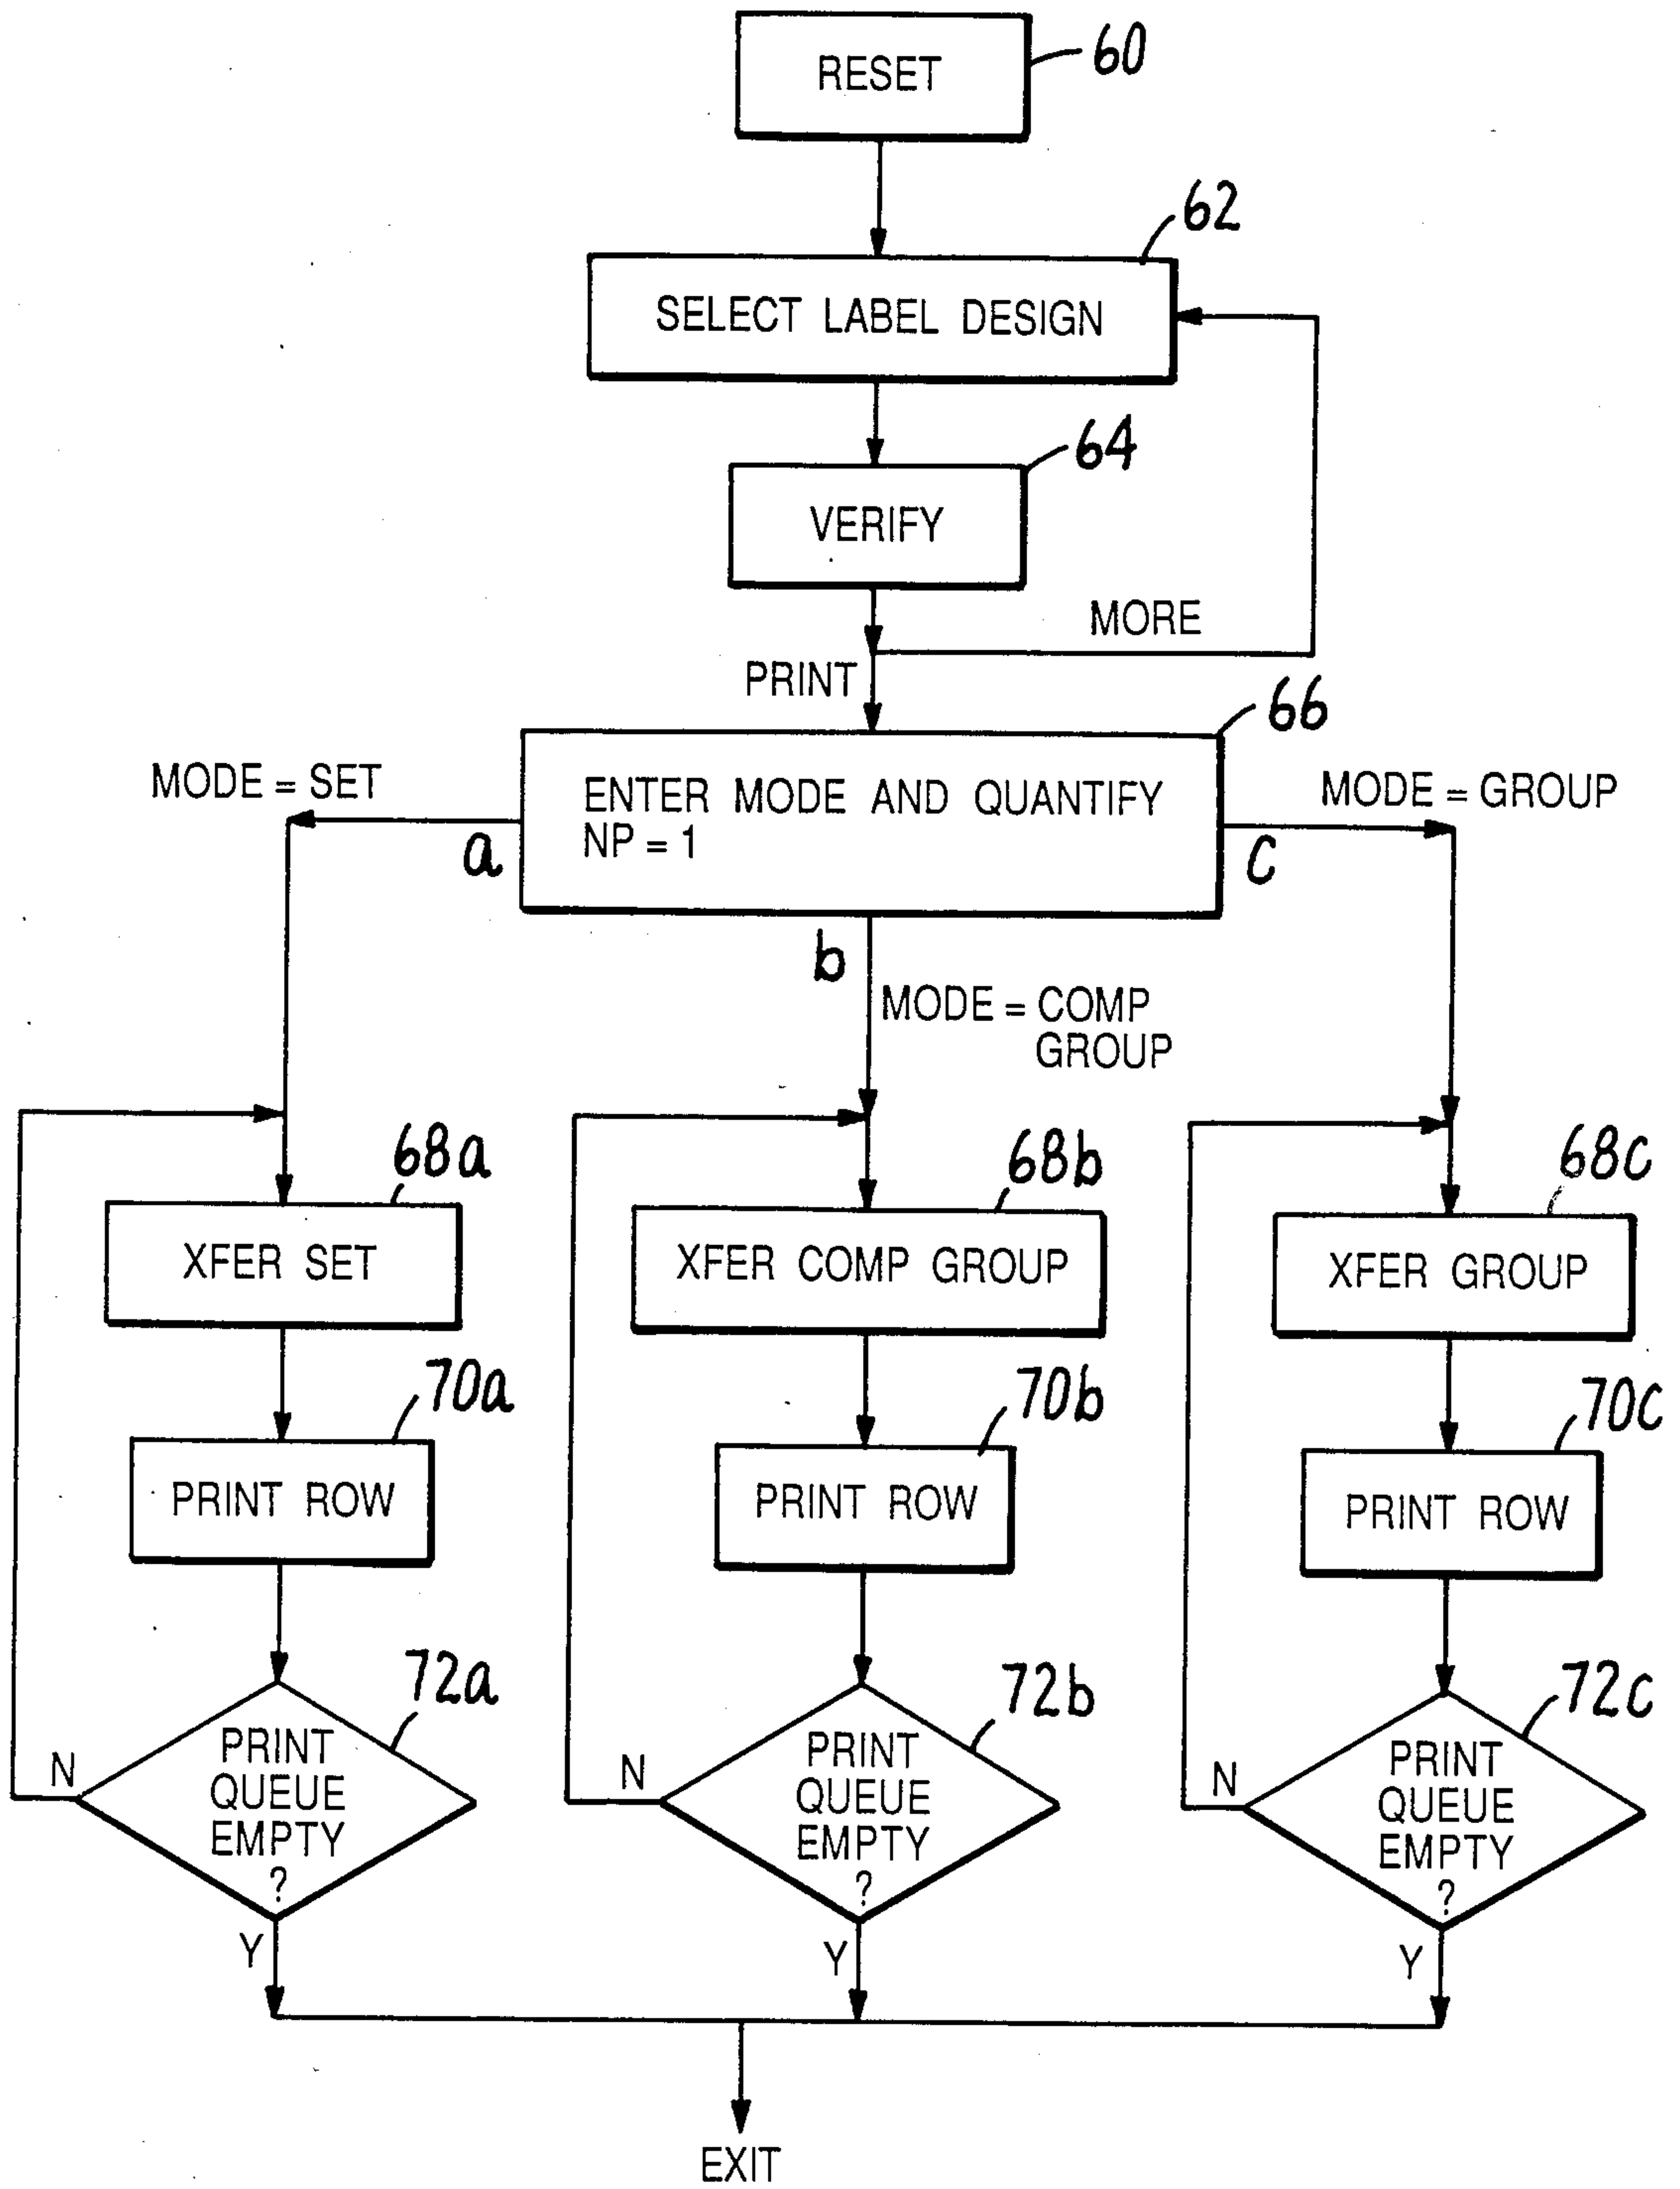 RESET
60
62
SELECT LABEL DESIGN
64
VERIFY
MORE
PRINT
66
MODE = SET
ENTER MODE AND QUANTIFY
NP = 1
MODE = GROUP
a
c
b
MODE = COMP
GROUP
68a
68b
68c
XFER SET
XFER COMP GROUP
XFER GROUP
70a
70b
70c
PRINT ROW
PRINT ROW
PRINT ROW
72a
72b
72c
N
PRINT
QUEUE
EMPTY
?
Y
N
PRINT
QUEUE
EMPTY
?
Y
N
PRINT
QUEUE
EMPTY
?
Y
EXIT